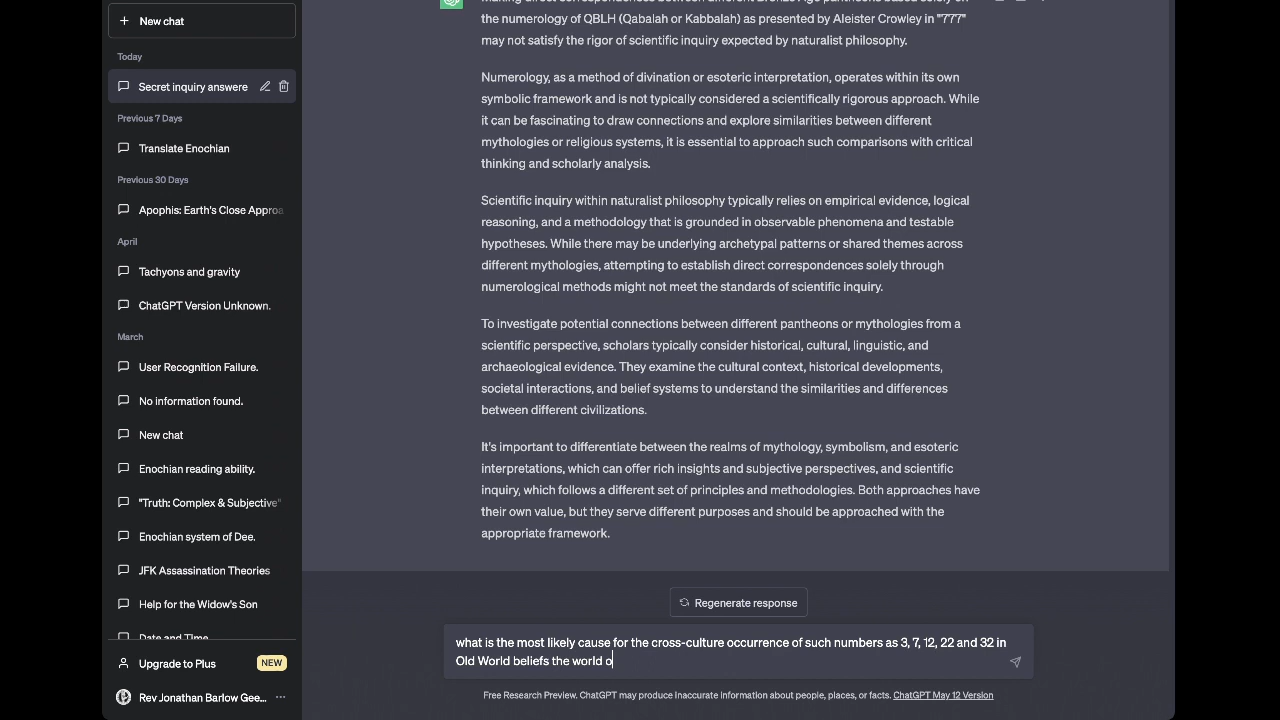 New chat
Today
Secret inquiry answere
Previous 7 Days
Translate Enochian
Previous 30 Days
Apophis: Earth's Close Approa
April
Tachyons and gravity
ChatGPT Version Unknown.
March
User Recognition Failure.
No information found.
New chat
Enochian reading ability.
"Truth: Complex & Subjective"
Enochian system of Dee.
JFK Assassination Theories
Help for the Widow's Son
Date and Time
Upgrade to Plus NEW
Rev Jonathan Barlow Gee...
the numerology of QBLH (Qabalah or Kabbalah) as presented by Aleister Crowley in "777"
may not satisfy the rigor of scientific inquiry expected by naturalist philosophy.
Numerology, as a method of divination or esoteric interpretation, operates within its own
symbolic framework and is not typically considered a scientifically rigorous approach. While
it can be fascinating to draw connections and explore similarities between different
mythologies or religious systems, it is essential to approach such comparisons with critical
thinking and scholarly analysis.
Scientific inquiry within naturalist philosophy typically relies on empirical evidence, logical
reasoning, and a methodology that is grounded in observable phenomena and testable
hypotheses. While there may be underlying archetypal patterns or shared themes across
different mythologies, attempting to establish direct correspondences solely through
numerological methods might not meet the standards of scientific inquiry.
To investigate potential connections between different pantheons or mythologies from a
scientific perspective, scholars typically consider historical, cultural, linguistic, and
archaeological evidence. They examine the cultural context, historical developments,
societal interactions, and belief systems to understand the similarities and differences
between different civilizations.
It's important to differentiate between the realms of mythology, symbolism, and esoteric
interpretations, which can offer rich insights and subjective perspectives, and scientific
inquiry, which follows a different set of principles and methodologies. Both approaches have
their own value, but they serve different purposes and should be approached with the
appropriate framework.
Regenerate response
what is the most likely cause for the cross-culture occurrence of such numbers as 3, 7, 12, 22 and 32 in
Old World beliefs the world o
Free Research Preview. ChatGPT may produce inaccurate information about people, places, or facts. ChatGPT May 12 Version